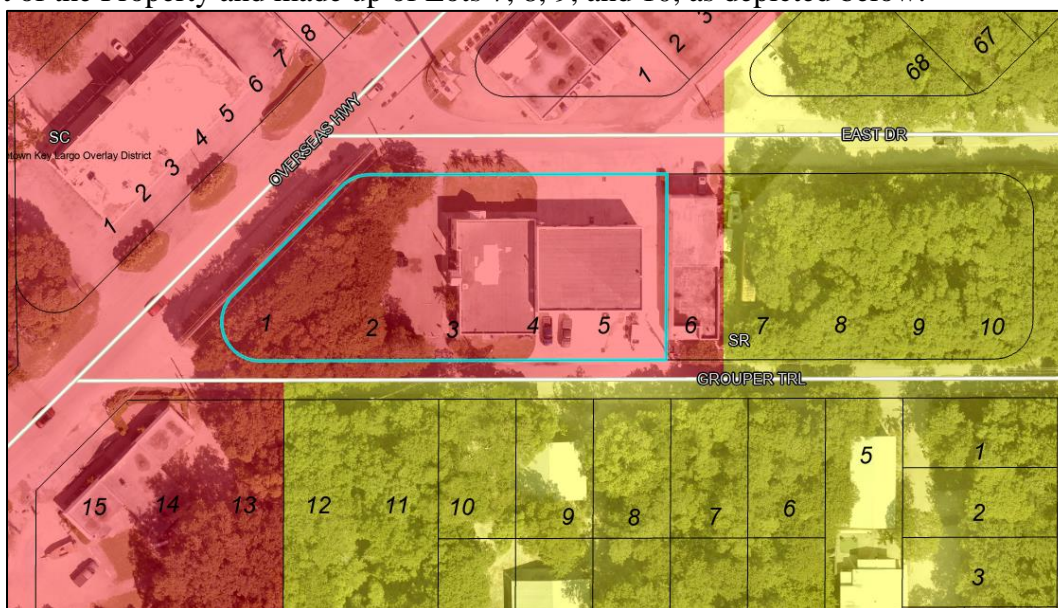 t of the Property and made up of Lots 7, 8, 9, and 10, as depicted below:
8
7
6
5
4
3
2
1
SC
etown Key Largo Overlay District
OVERSEAS HWY
1
2
3
68
67
EAST DR
1 2 3 4 5 6 7 8 9 10
SR
GROUPER TRL
15 14 13 12 11 10 9 8 7 6 5
1
2
3